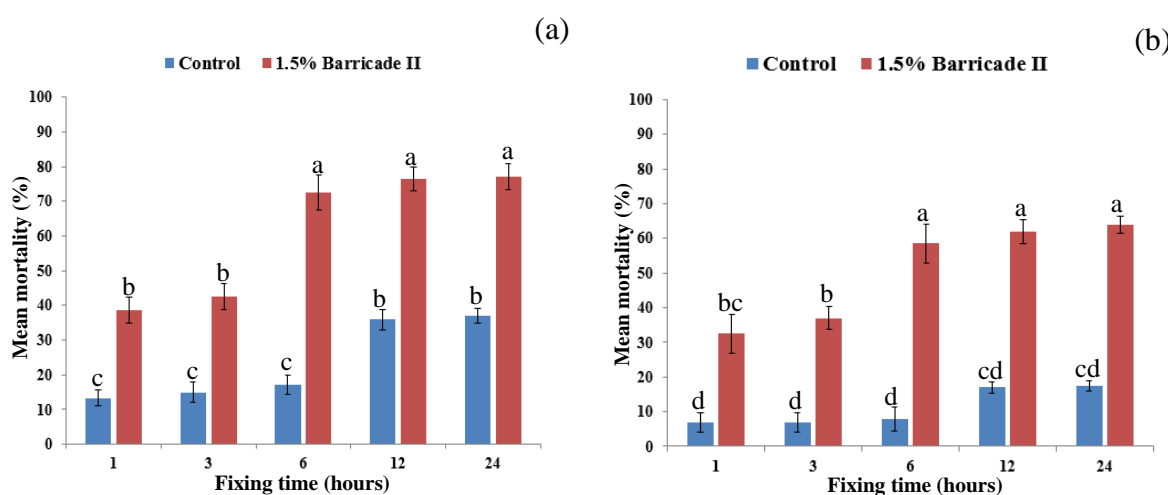 (a)
Control 1.5% Barricade II
100
90
80
70
60
50
40
30
20
10
0
Mean mortality (%)
c b c b c a b a b a
1 3 6 12 24
Fixing time (hours)
(b)
Control 1.5% Barricade II
100
90
80
70
60
50
40
30
20
10
0
Mean mortality (%)
d bc d b d a cd a cd a
1 3 6 12 24
Fixing time (hours)